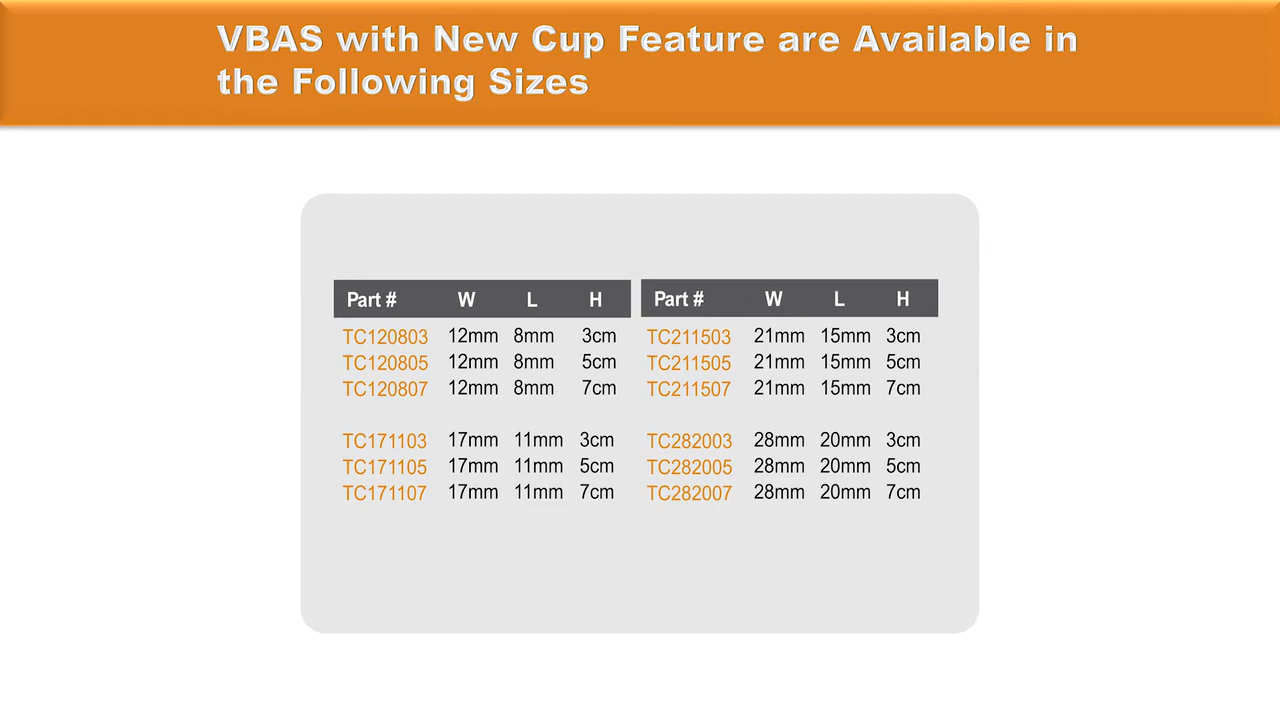 VBAS with New Cup Feature are Available in
the Following Sizes
Part # W L H
TC120803 12mm 8mm 3cm
TC120805 12mm 8mm 5cm
TC120807 12mm 8mm 7cm
TC171103 17mm 11mm 3cm
TC171105 17mm 11mm 5cm
TC171107 17mm 11mm 7cm
Part # W L H
TC211503 21mm 15mm 3cm
TC211505 21mm 15mm 5cm
TC211507 21mm 15mm 7cm
TC282003 28mm 20mm 3cm
TC282005 28mm 20mm 5cm
TC282007 28mm 20mm 7cm